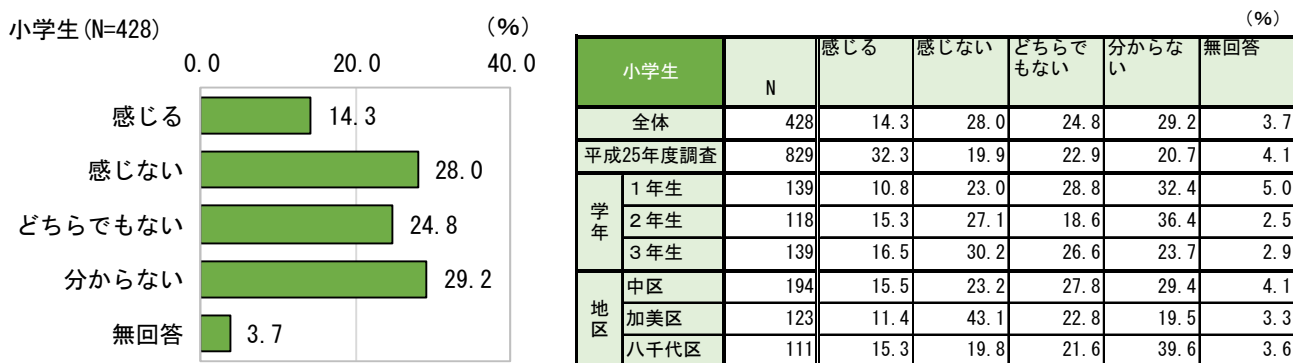 小学生(N=428)
(%)
0.0 20.0 40.0
感じる 14.3
感じない 28.0
どちらでもない 24.8
分からない 29.2
無回答 3.7
(%)
小学生 N 感じる 感じない どちらで 分からな 無回答
もない い
全体 428 14.3 28.0 24.8 29.2 3.7
平成25年度調査 829 32.3 19.9 22.9 20.7 4.1
学年
1年生 139 10.8 23.0 28.8 32.4 5.0
2年生 118 15.3 27.1 18.6 36.4 2.5
3年生 139 16.5 30.2 26.6 23.7 2.9
地区
中区 194 15.5 23.2 27.8 29.4 4.1
加美区 123 11.4 43.1 22.8 19.5 3.3
八千代区 111 15.3 19.8 21.6 39.6 3.6